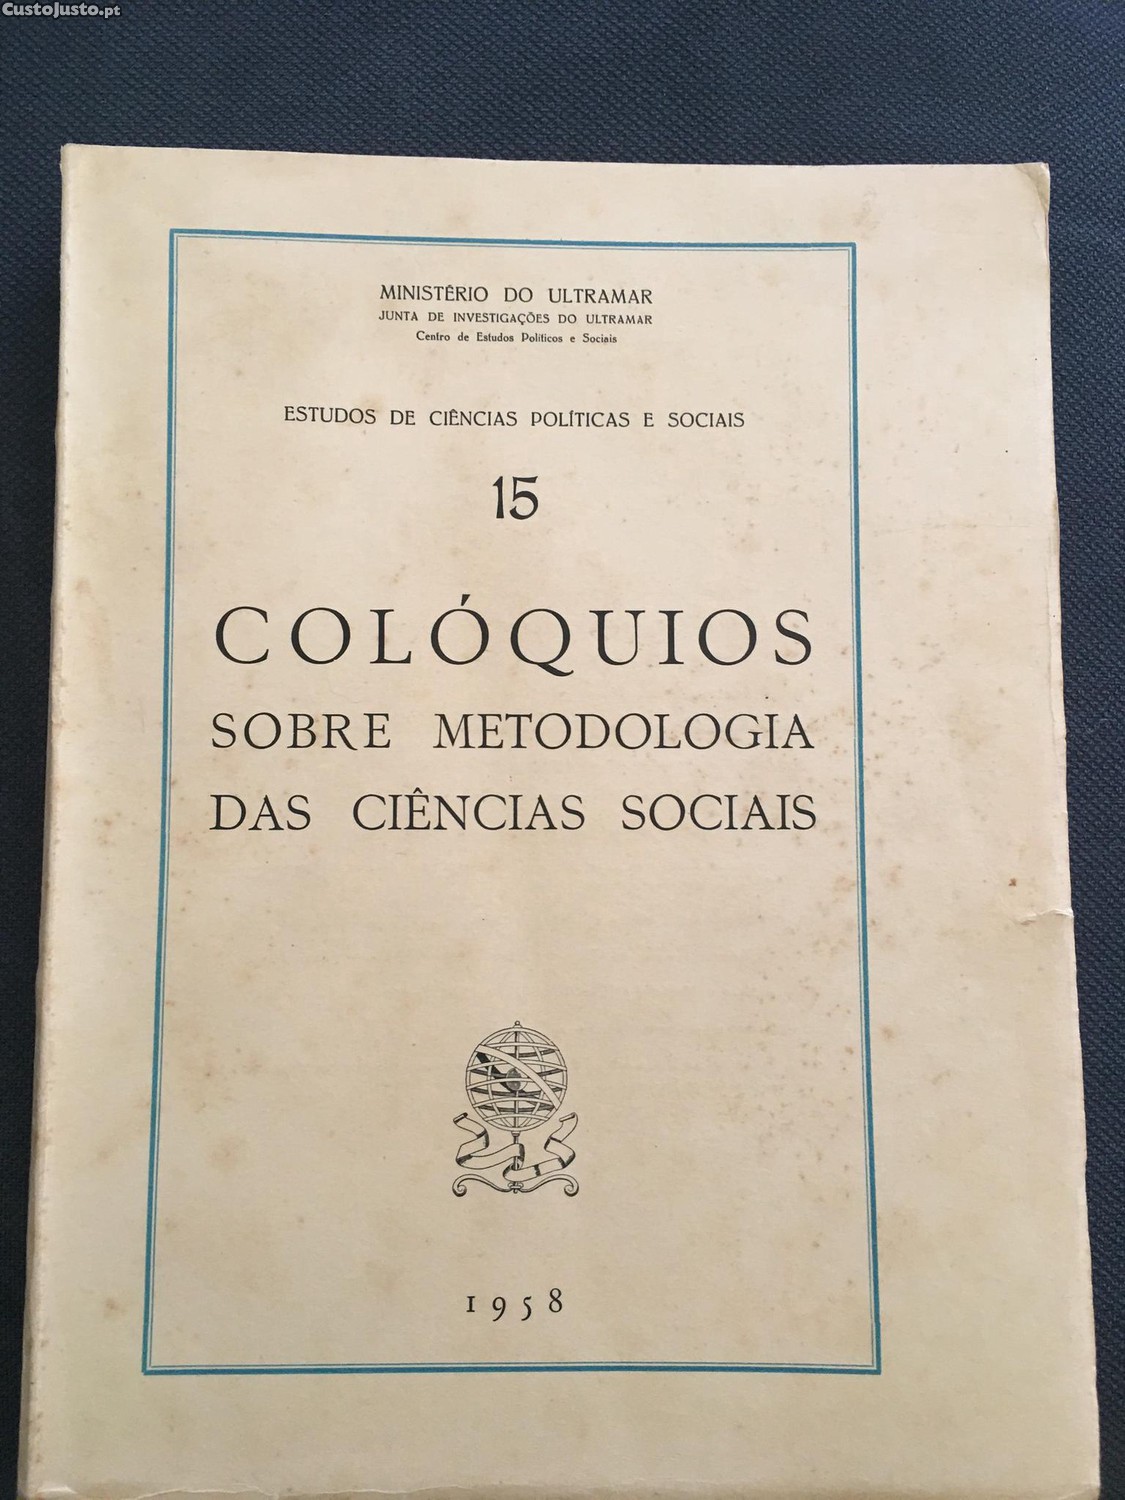 CustoJusto.pt
MINISTÉRIO DO ULTRAMAR
JUNTA DE INVESTIGAÇÕES DO ULTRAMAR
Centro de Estudos Políticos e Sociais
ESTUDOS DE CIÊNCIAS POLÍTICAS E SOCIAIS
15
COLÓQUIOS
SOBRE METODOLOGIA
DAS CIÊNCIAS SOCIAIS
1958